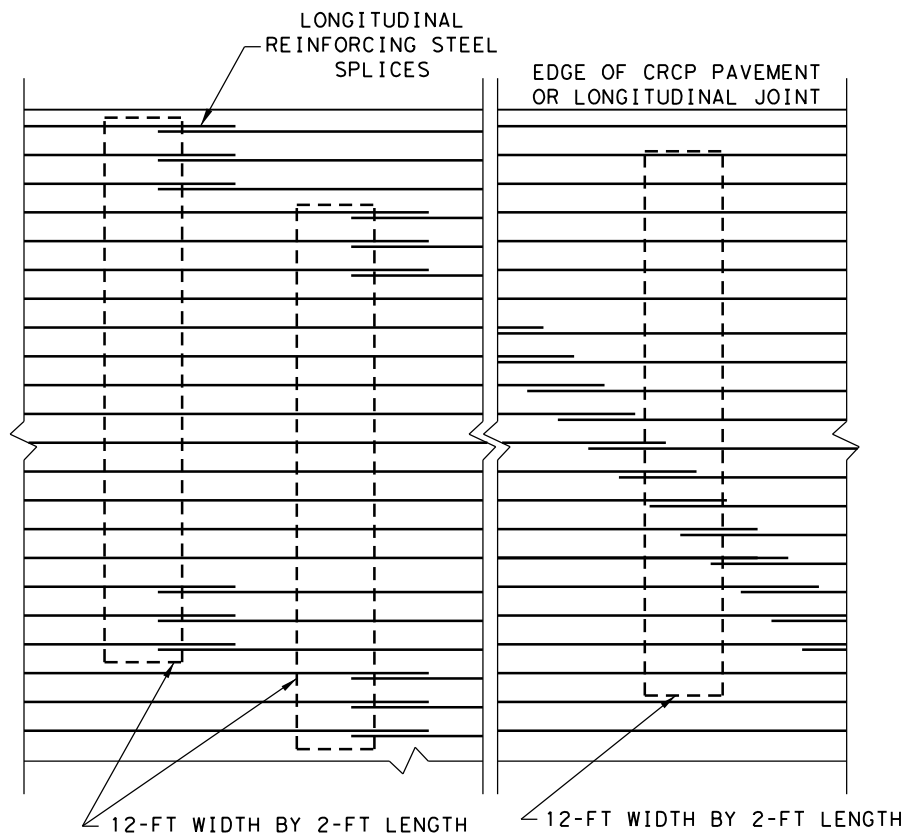 LONGITUDINAL
REINFORCING STEEL
SPLICES
EDGE OF CRCP PAVEMENT
OR LONGITUDINAL JOINT
12-FT WIDTH BY 2-FT LENGTH
12-FT WIDTH BY 2-FT LENGTH